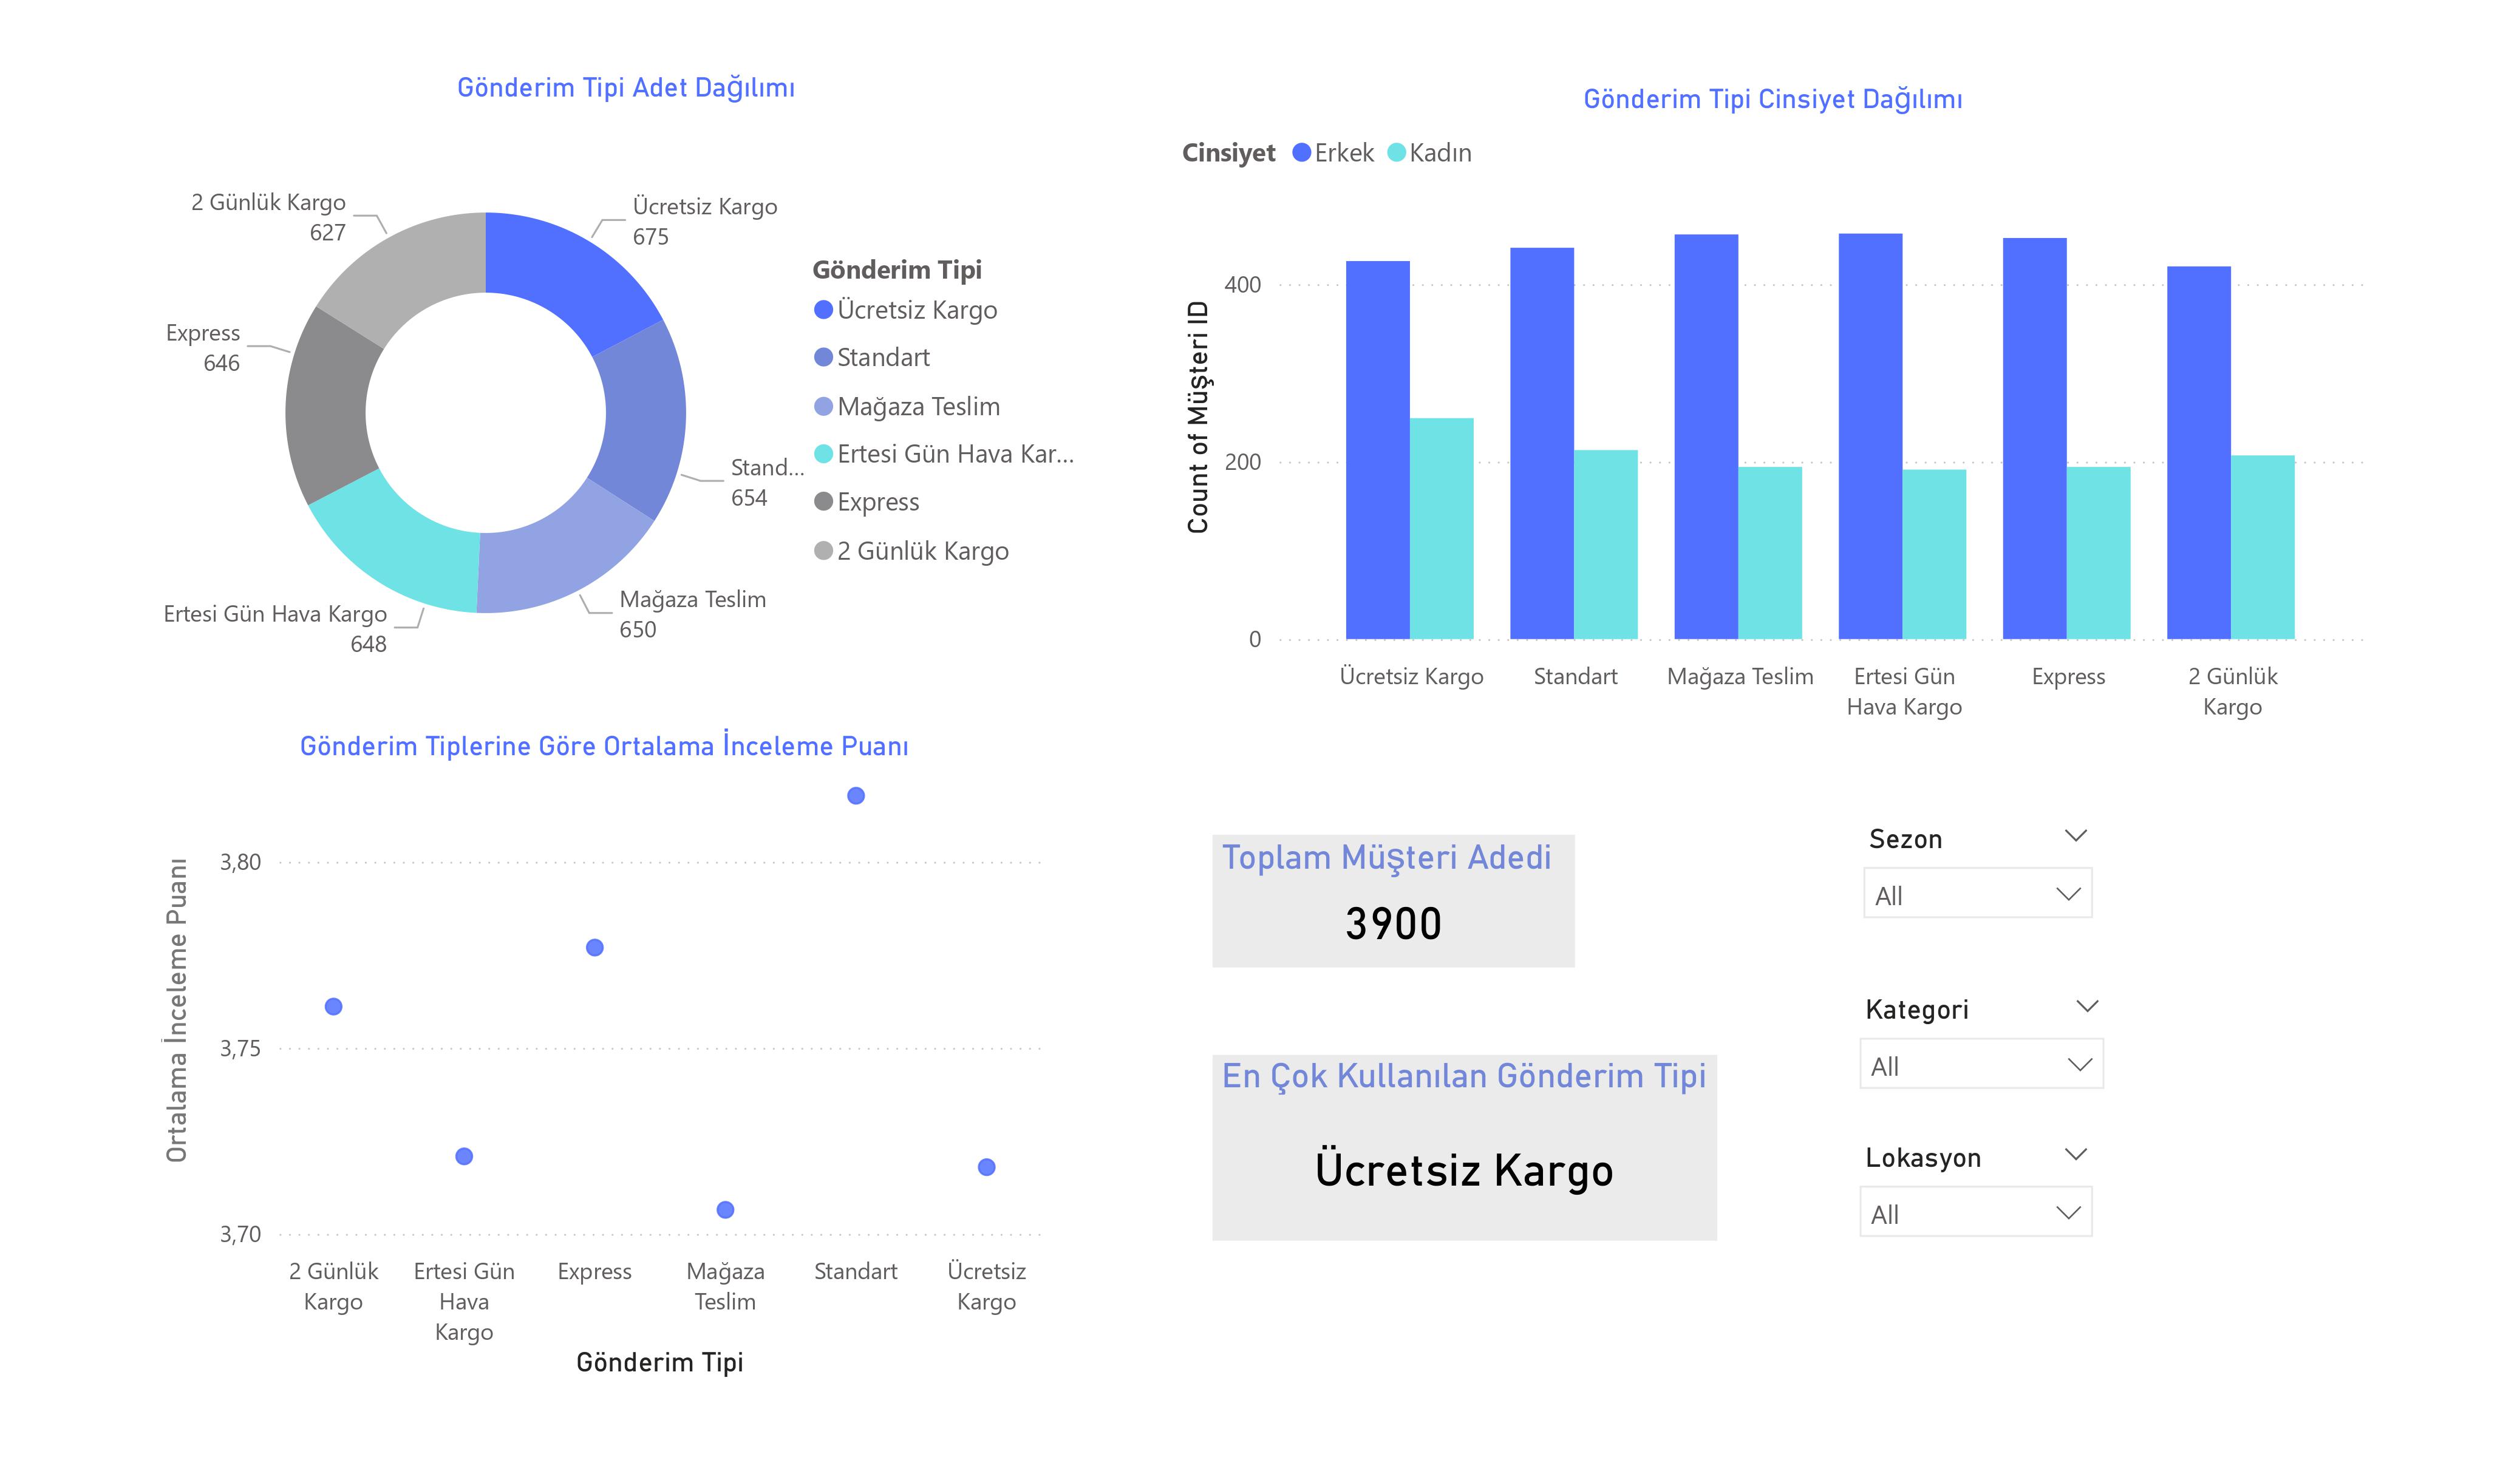 Gönderim Tipi Adet Dağılımı
2 Günlük Kargo
627
Ücretsiz Kargo
675
Express
646
Stand...
654
Ertesi Gün Hava Kargo
648
Mağaza Teslim
650
Gönderim Tipi
Ücretsiz Kargo
Standart
Mağaza Teslim
Ertesi Gün Hava Kar...
Express
2 Günlük Kargo
Gönderim Tipi Cinsiyet Dağılımı
Cinsiyet Erkek Kadın
Count of Müşteri ID
400
200
0
Ücretsiz Kargo
Standart
Mağaza Teslim
Ertesi Gün
Hava Kargo
Express
2 Günlük
Kargo
Gönderim Tiplerine Göre Ortalama İnceleme Puanı
Ortalama İnceleme Puanı
3,80
3,75
3,70
2 Günlük
Kargo
Ertesi Gün
Hava
Kargo
Express
Mağaza
Teslim
Standart
Ücretsiz
Kargo
Gönderim Tipi
Toplam Müşteri Adedi
3900
En Çok Kullanılan Gönderim Tipi
Ücretsiz Kargo
Sezon
All
Kategori
All
Lokasyon
All